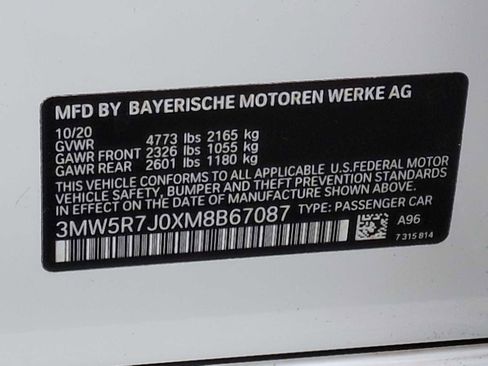 MFD BY BAYERISCHE MOTOREN WERKE AG
10/20
GVWR 4773 lbs 2165 kg
GAWR FRONT 2326 lbs 1055 kg
GAWR REAR 2601 lbs 1180 kg
THIS VEHICLE CONFORMS TO ALL APPLICABLE U.S.FEDERAL MOTOR
VEHICLE SAFETY, BUMPER AND THEFT PREVENTION STANDARDS IN
EFFECT ON THE DATE OF MANUFACTURE SHOWN ABOVE.
3MW5R7J0XM8B67087 TYPE: PASSENGER CAR
A96
7 315 814